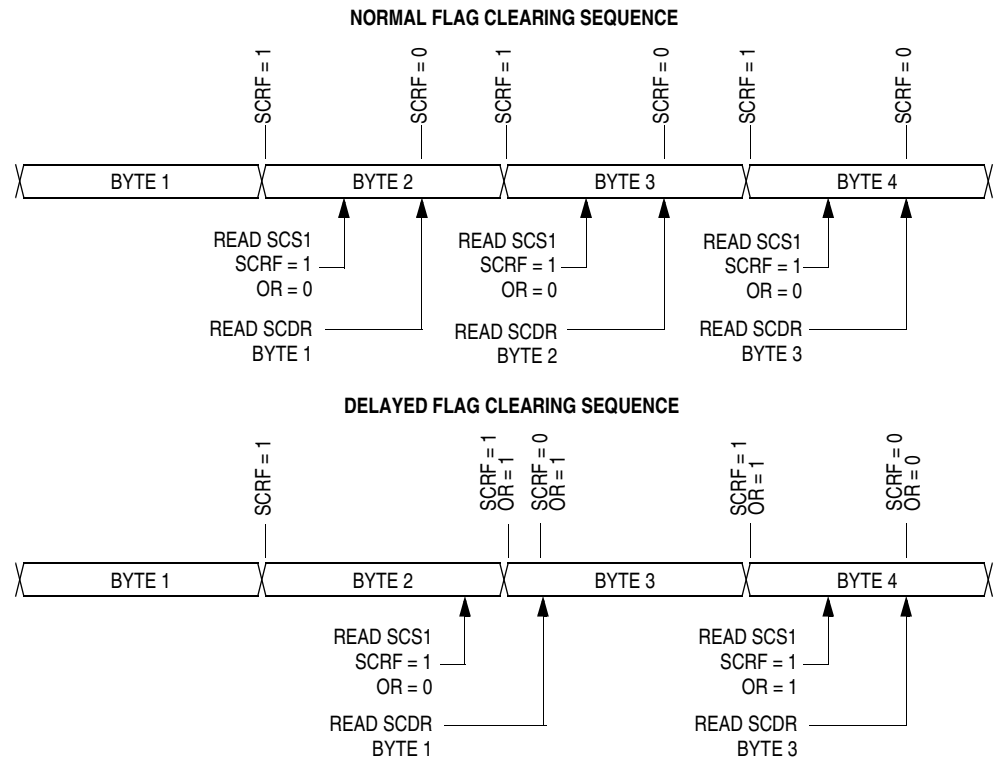 NORMAL FLAG CLEARING SEQUENCE
SCRF = 1
SCRF = 0
SCRF = 1
SCRF = 0
SCRF = 1
SCRF = 0
BYTE 1
BYTE 2
BYTE 3
BYTE 4
READ SCS1
SCRF = 1
OR = 0
READ SCDR
BYTE 1
READ SCS1
SCRF = 1
OR = 0
READ SCDR
BYTE 2
READ SCS1
SCRF = 1
OR = 0
READ SCDR
BYTE 3
DELAYED FLAG CLEARING SEQUENCE
SCRF = 1
SCRF = 1
OR = 1
SCRF = 0
OR = 1
SCRF = 1
OR = 1
SCRF = 0
OR = 0
BYTE 1
BYTE 2
BYTE 3
BYTE 4
READ SCS1
SCRF = 1
OR = 0
READ SCDR
BYTE 1
READ SCS1
SCRF = 1
OR = 1
READ SCDR
BYTE 3